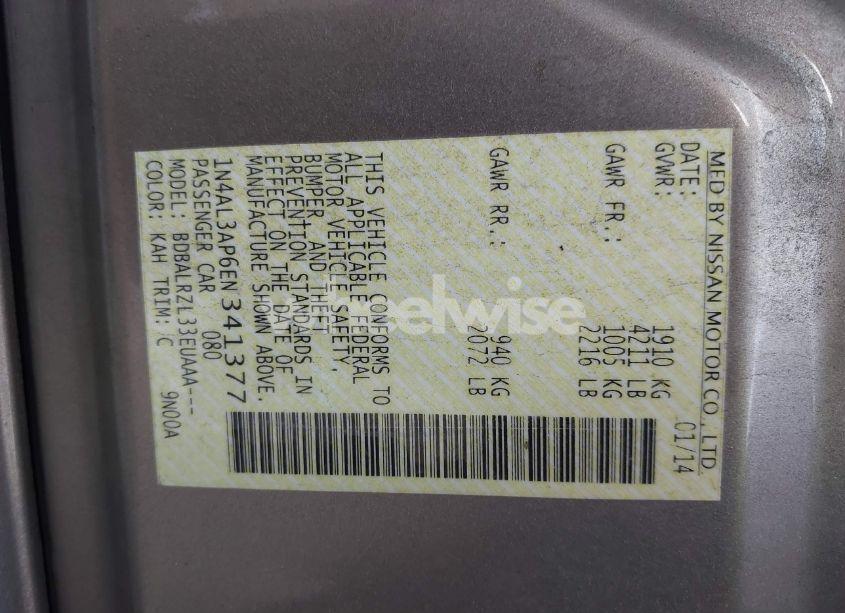 MFD BY NISSAN MOTOR CO., LTD.
DATE: 01/14
GVWR: 1910 KG
4211 LB
GAWR FR.: 1005 KG
2216 LB
GAWR RR.: 940 KG
2072 LB
THIS VEHICLE CONFORMS TO
ALL APPLICABLE FEDERAL
MOTOR VEHICLE SAFETY,
BUMPER AND THEFT
PREVENTION STANDARDS IN
EFFECT ON THE DATE OF
MANUFACTURE SHOWN ABOVE.
1N4AL3AP6EN341377
PASSENGER CAR 080
MODEL: BDBALRZL33EUAAA---
COLOR: KAH TRIM: C 9N00A
wheelwise